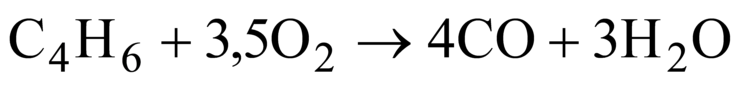 C₄H₆ + 3,5O₂ → 4CO + 3H₂O